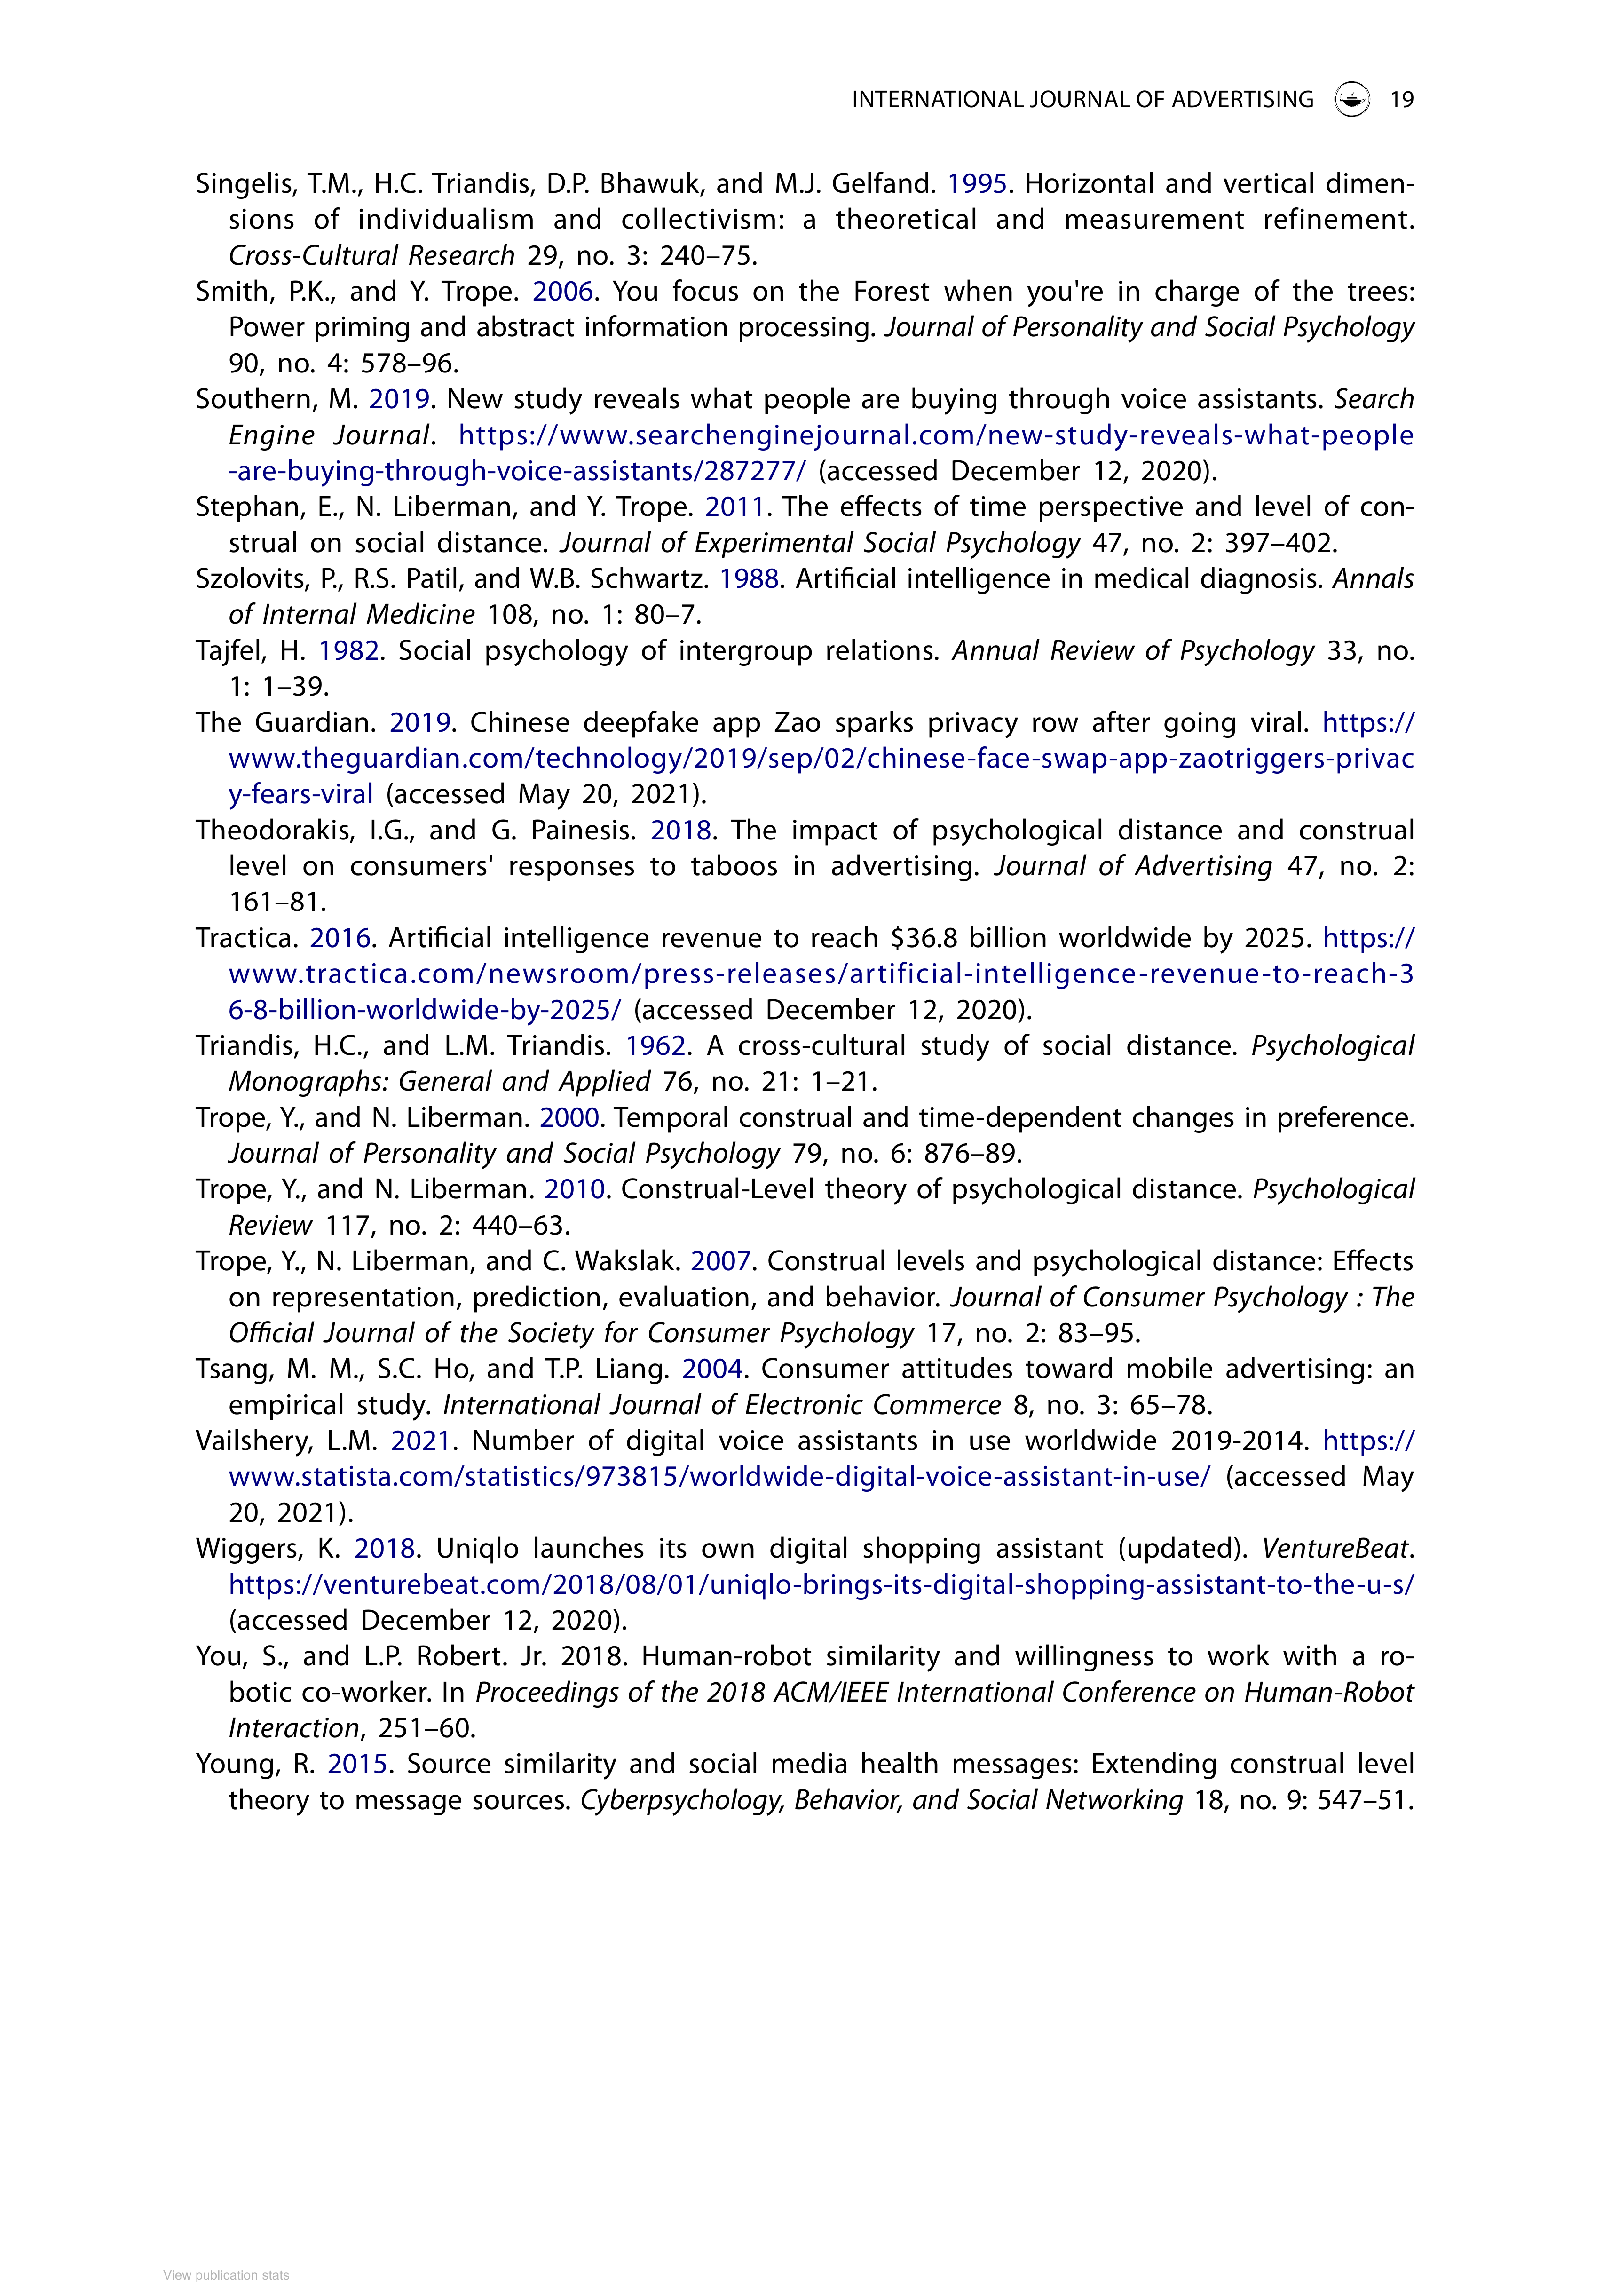 INTERNATIONAL JOURNAL OF ADVERTISING 19
Singelis, T.M., H.C. Triandis, D.P. Bhawuk, and M.J. Gelfand. 1995. Horizontal and vertical dimen-
sions of individualism and collectivism: a theoretical and measurement refinement.
Cross-Cultural Research 29, no. 3: 240–75.
Smith, P.K., and Y. Trope. 2006. You focus on the Forest when you're in charge of the trees:
Power priming and abstract information processing. Journal of Personality and Social Psychology
90, no. 4: 578–96.
Southern, M. 2019. New study reveals what people are buying through voice assistants. Search
Engine Journal. https://www.searchenginejournal.com/new-study-reveals-what-people
-are-buying-through-voice-assistants/287277/ (accessed December 12, 2020).
Stephan, E., N. Liberman, and Y. Trope. 2011. The effects of time perspective and level of con-
strual on social distance. Journal of Experimental Social Psychology 47, no. 2: 397–402.
Szolovits, P., R.S. Patil, and W.B. Schwartz. 1988. Artificial intelligence in medical diagnosis. Annals
of Internal Medicine 108, no. 1: 80–7.
Tajfel, H. 1982. Social psychology of intergroup relations. Annual Review of Psychology 33, no.
1: 1–39.
The Guardian. 2019. Chinese deepfake app Zao sparks privacy row after going viral. https://
www.theguardian.com/technology/2019/sep/02/chinese-face-swap-app-zaotriggers-privac
y-fears-viral (accessed May 20, 2021).
Theodorakis, I.G., and G. Painesis. 2018. The impact of psychological distance and construal
level on consumers' responses to taboos in advertising. Journal of Advertising 47, no. 2:
161–81.
Tractica. 2016. Artificial intelligence revenue to reach $36.8 billion worldwide by 2025. https://
www.tractica.com/newsroom/press-releases/artificial-intelligence-revenue-to-reach-3
6-8-billion-worldwide-by-2025/ (accessed December 12, 2020).
Triandis, H.C., and L.M. Triandis. 1962. A cross-cultural study of social distance. Psychological
Monographs: General and Applied 76, no. 21: 1–21.
Trope, Y., and N. Liberman. 2000. Temporal construal and time-dependent changes in preference.
Journal of Personality and Social Psychology 79, no. 6: 876–89.
Trope, Y., and N. Liberman. 2010. Construal-Level theory of psychological distance. Psychological
Review 117, no. 2: 440–63.
Trope, Y., N. Liberman, and C. Wakslak. 2007. Construal levels and psychological distance: Effects
on representation, prediction, evaluation, and behavior. Journal of Consumer Psychology : The
Official Journal of the Society for Consumer Psychology 17, no. 2: 83–95.
Tsang, M. M., S.C. Ho, and T.P. Liang. 2004. Consumer attitudes toward mobile advertising: an
empirical study. International Journal of Electronic Commerce 8, no. 3: 65–78.
Vailshery, L.M. 2021. Number of digital voice assistants in use worldwide 2019-2014. https://
www.statista.com/statistics/973815/worldwide-digital-voice-assistant-in-use/ (accessed May
20, 2021).
Wiggers, K. 2018. Uniqlo launches its own digital shopping assistant (updated). VentureBeat.
https://venturebeat.com/2018/08/01/uniqlo-brings-its-digital-shopping-assistant-to-the-u-s/
(accessed December 12, 2020).
You, S., and L.P. Robert. Jr. 2018. Human-robot similarity and willingness to work with a ro-
botic co-worker. In Proceedings of the 2018 ACM/IEEE International Conference on Human-Robot
Interaction, 251–60.
Young, R. 2015. Source similarity and social media health messages: Extending construal level
theory to message sources. Cyberpsychology, Behavior, and Social Networking 18, no. 9: 547–51.
View publication stats